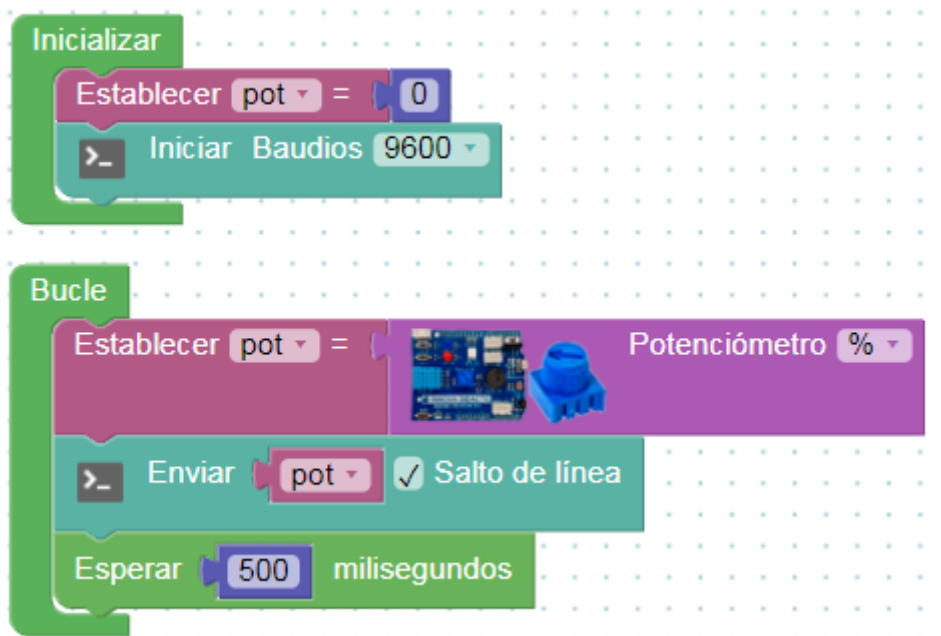 Inicializar
Establecer pot = 0
>_ Iniciar Baudios 9600
Bucle
Establecer pot = Potenciómetro %
>_ Enviar pot ✓ Salto de línea
Esperar 500 milisegundos